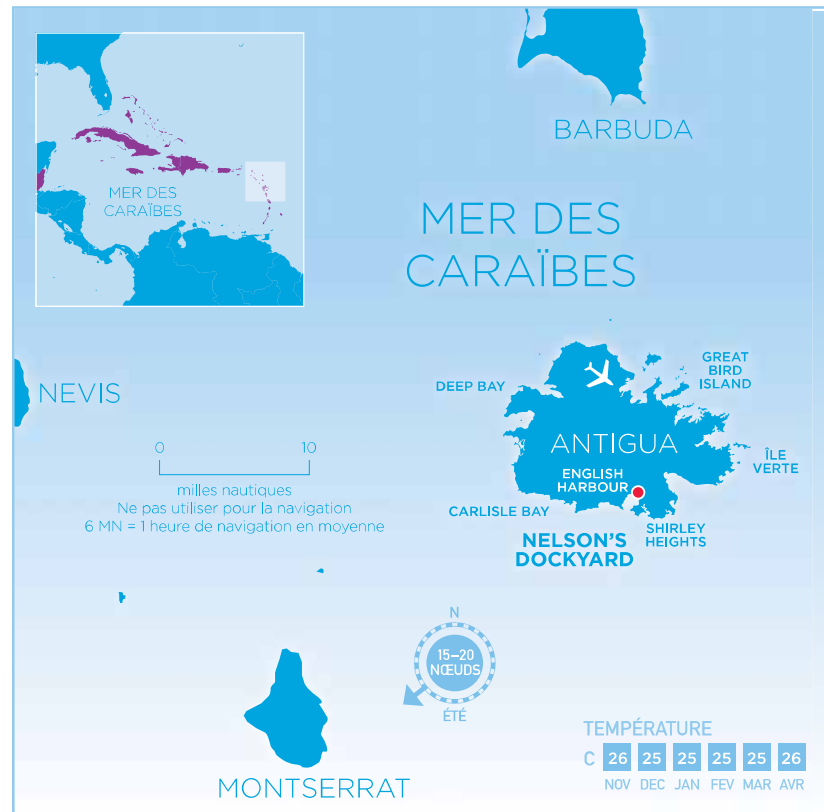 MER DES
CARAÏBES
BARBUDA
MER DES
CARAÏBES
NEVIS
DEEP BAY
GREAT
BIRD
ISLAND
ANTIGUA
ÎLE
VERTE
ENGLISH
HARBOUR
CARLISLE BAY
SHIRLEY
HEIGHTS
NELSON'S
DOCKYARD
0 10
milles nautiques
Ne pas utiliser pour la navigation
6 MN = 1 heure de navigation en moyenne
N
15–20
NŒUDS
ÉTÉ
MONTSERRAT
TEMPÉRATURE
C 26 25 25 25 25 26
NOV DEC JAN FEV MAR AVR